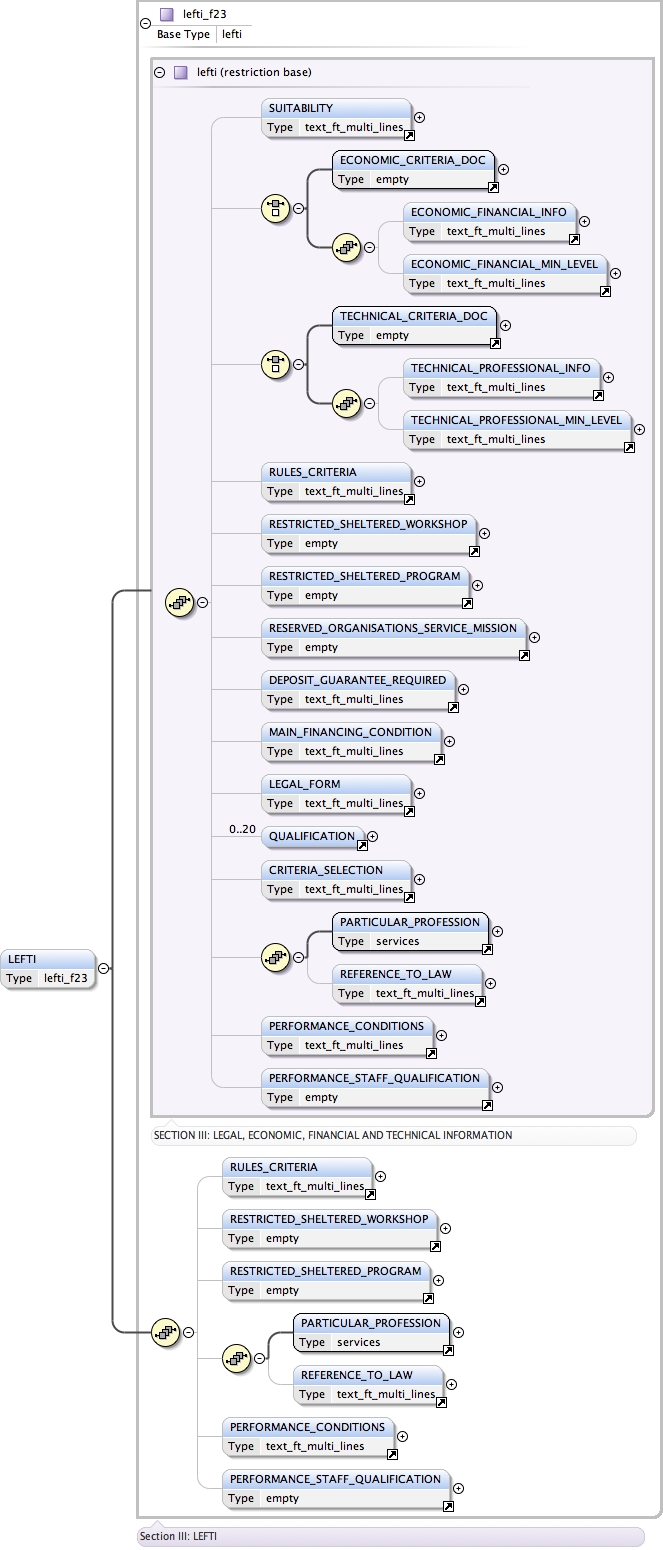 lefti_f23
Base Type lefti
lefti (restriction base)
SUITABILITY
Type text_ft_multi_lines
ECONOMIC_CRITERIA_DOC
Type empty
ECONOMIC_FINANCIAL_INFO
Type text_ft_multi_lines
ECONOMIC_FINANCIAL_MIN_LEVEL
Type text_ft_multi_lines
TECHNICAL_CRITERIA_DOC
Type empty
TECHNICAL_PROFESSIONAL_INFO
Type text_ft_multi_lines
TECHNICAL_PROFESSIONAL_MIN_LEVEL
Type text_ft_multi_lines
RULES_CRITERIA
Type text_ft_multi_lines
RESTRICTED_SHELTERED_WORKSHOP
Type empty
RESTRICTED_SHELTERED_PROGRAM
Type empty
RESERVED_ORGANISATIONS_SERVICE_MISSION
Type empty
DEPOSIT_GUARANTEE_REQUIRED
Type text_ft_multi_lines
MAIN_FINANCING_CONDITION
Type text_ft_multi_lines
LEGAL_FORM
Type text_ft_multi_lines
0..20 QUALIFICATION
CRITERIA_SELECTION
Type text_ft_multi_lines
PARTICULAR_PROFESSION
Type services
LEFTI
Type lefti_f23
REFERENCE_TO_LAW
Type text_ft_multi_lines
PERFORMANCE_CONDITIONS
Type text_ft_multi_lines
PERFORMANCE_STAFF_QUALIFICATION
Type empty
SECTION III: LEGAL, ECONOMIC, FINANCIAL AND TECHNICAL INFORMATION
RULES_CRITERIA
Type text_ft_multi_lines
RESTRICTED_SHELTERED_WORKSHOP
Type empty
RESTRICTED_SHELTERED_PROGRAM
Type empty
PARTICULAR_PROFESSION
Type services
REFERENCE_TO_LAW
Type text_ft_multi_lines
PERFORMANCE_CONDITIONS
Type text_ft_multi_lines
PERFORMANCE_STAFF_QUALIFICATION
Type empty
Section III: LEFTI